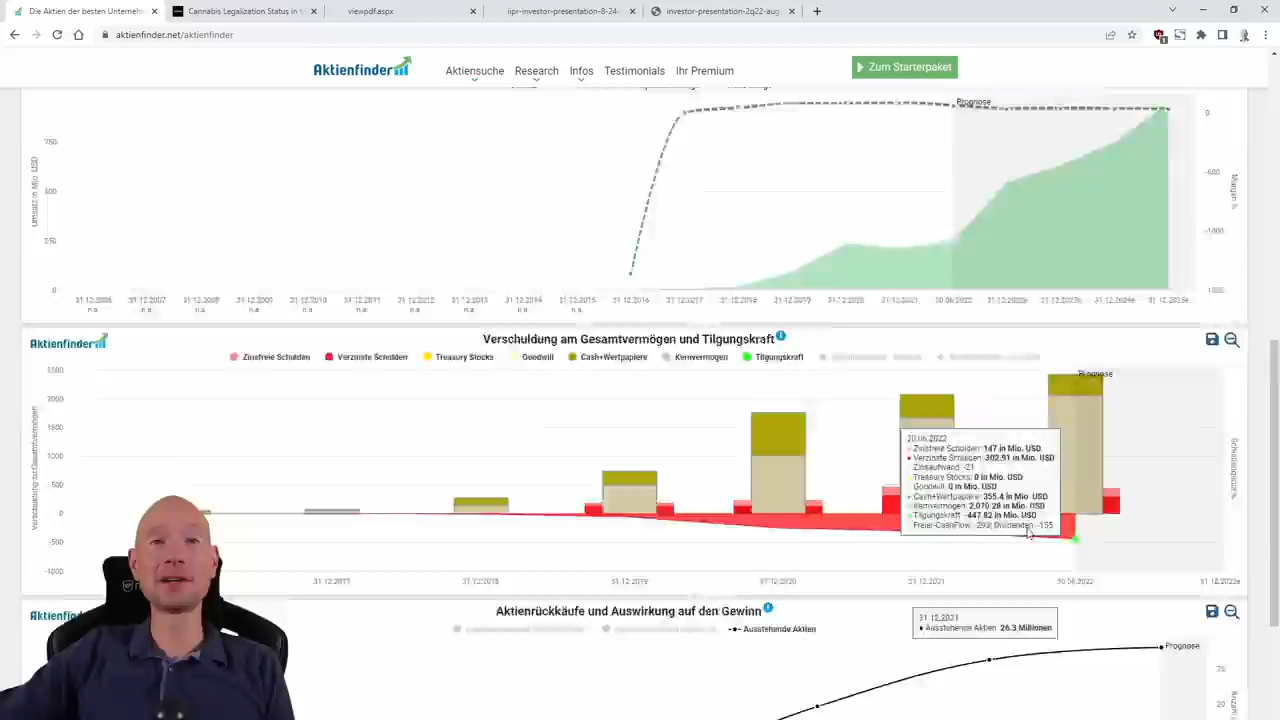 Die Aktien der besten Unterneh
Cannabis Legalization Status in
viewpdf.aspx
iipr-investor-presentation-8-24-
investor-presentation-2q22-aug
aktienfinder.net/aktienfinder
Aktienfinder
Aktiensuche
Research
Infos
Testimonials
Ihr Premium
Zum Starterpaket
Prognose
Umsatz in Mio. USD
750
500
250
0
0
-500
-1000
Margen %
31.12.2006
31.12.2007
31.12.2008
31.12.2009
31.12.2010
31.12.2011
31.12.2012
31.12.2013
31.12.2014
31.12.2015
31.12.2016
31.12.2017
31.12.2018
31.12.2019
31.12.2020
31.12.2021
30.06.2022
31.12.2022e
31.12.2023e
31.12.2024e
31.12.2025e
n.a.
n.a.
n.a.
n.a.
n.a.
n.a.
n.a.
n.a.
n.a.
n.a.
Aktienfinder
Verschuldung am Gesamtvermögen und Tilgungskraft
Zinsfreie Schulden
Verzinste Schulden
Treasury Stocks
Goodwill
Cash+Wertpapiere
Kernvermögen
Tilgungskraft
Prognose
2000
1500
1000
500
0
-500
-1000
30.06.2022
Zinsfreie Schulden: 147 in Mio. USD
Verzinste Schulden: 302.91 in Mio. USD
Zinsaufwand: -21
Treasury Stocks: 0 in Mio. USD
Goodwill: 0 in Mio. USD
Cash+Wertpapiere: 355.4 in Mio. USD
Kernvermögen: 2,070.28 in Mio. USD
Tilgungskraft: -447.82 in Mio. USD
Freier-CashFlow: -293| Dividenden: -155
31.12.2017
31.12.2018
31.12.2019
31.12.2020
31.12.2021
30.06.2022
31.12.2022e
Aktienfinder
Aktienrückkäufe und Auswirkung auf den Gewinn
Ausstehende Aktien
31.12.2021
Ausstehende Aktien: 26.3 Millionen
Prognose
25
20